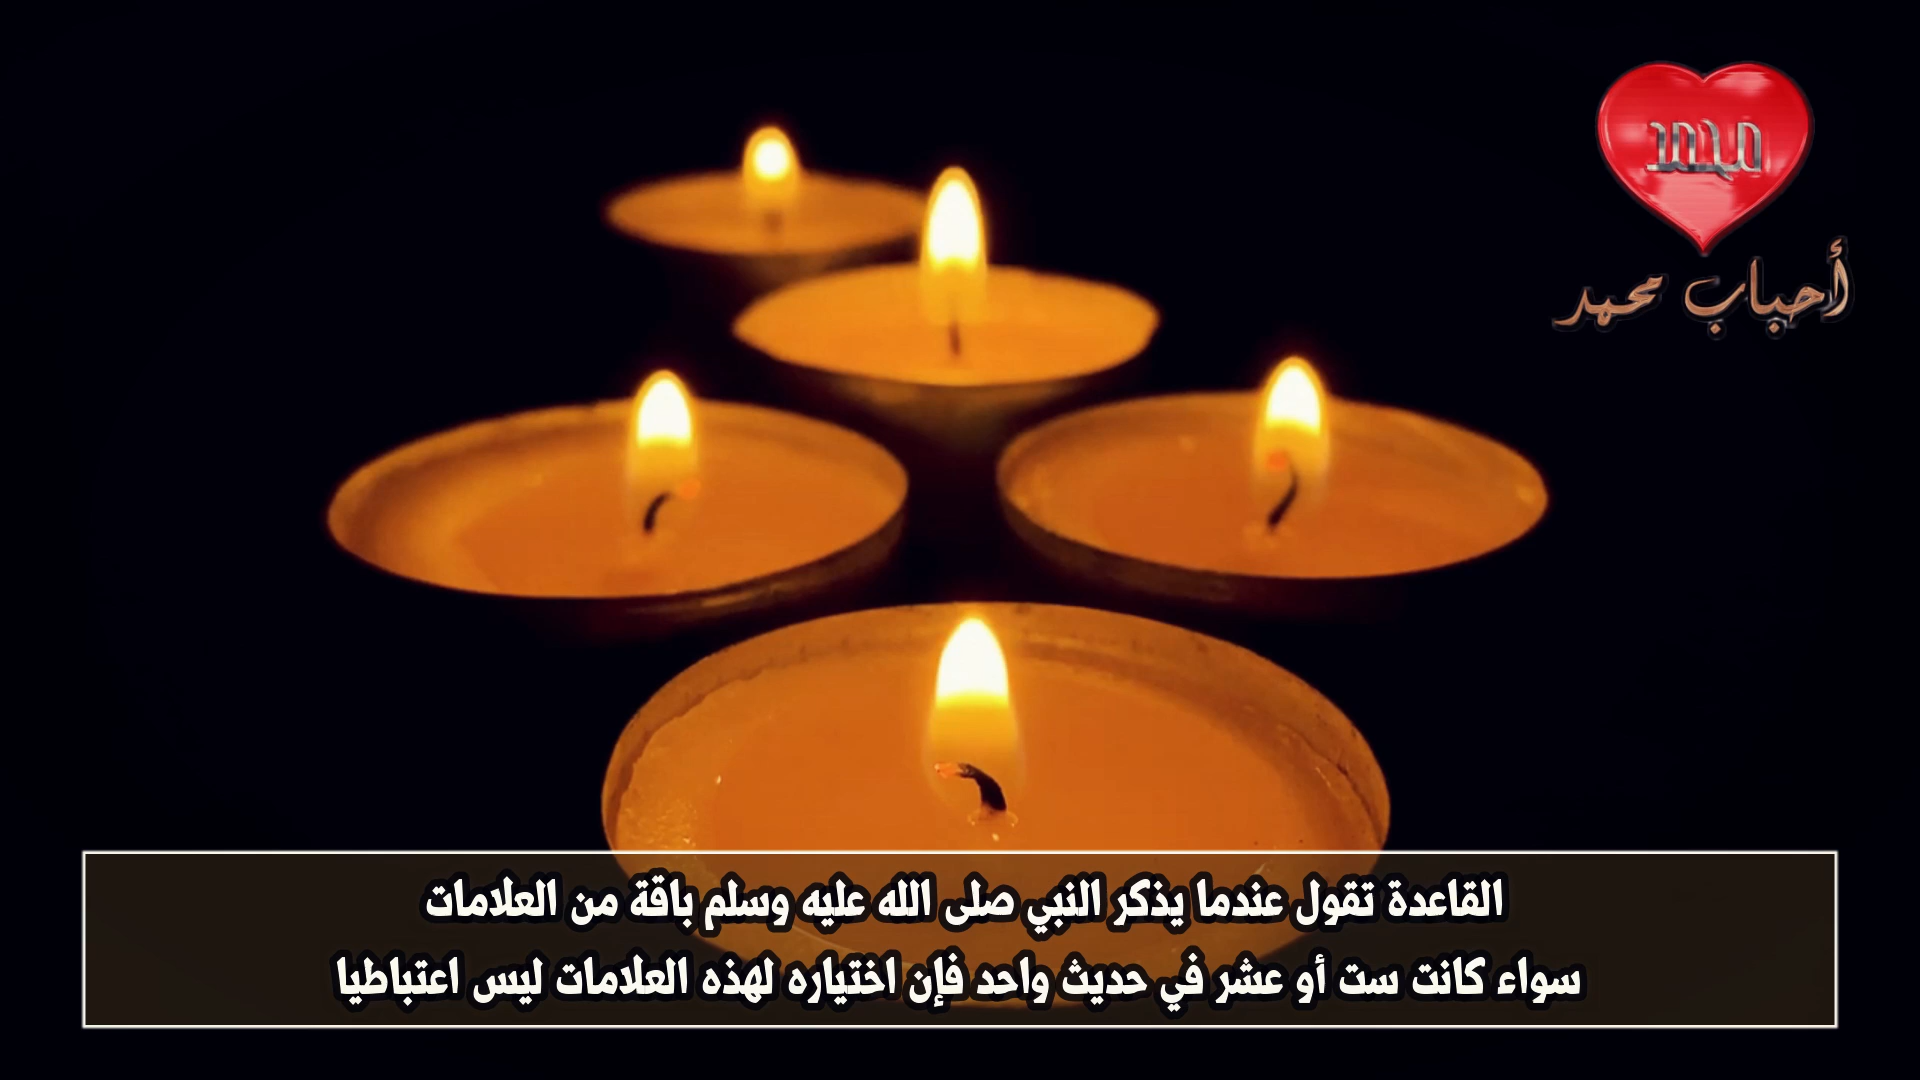 محمد
أحباب محمد
القاعدة تقول عندما يذكر النبي صلى الله عليه وسلم باقة من العلامات
سواء كانت ست أو عشر في حديث واحد فإن اختياره لهذه العلامات ليس اعتباطيا